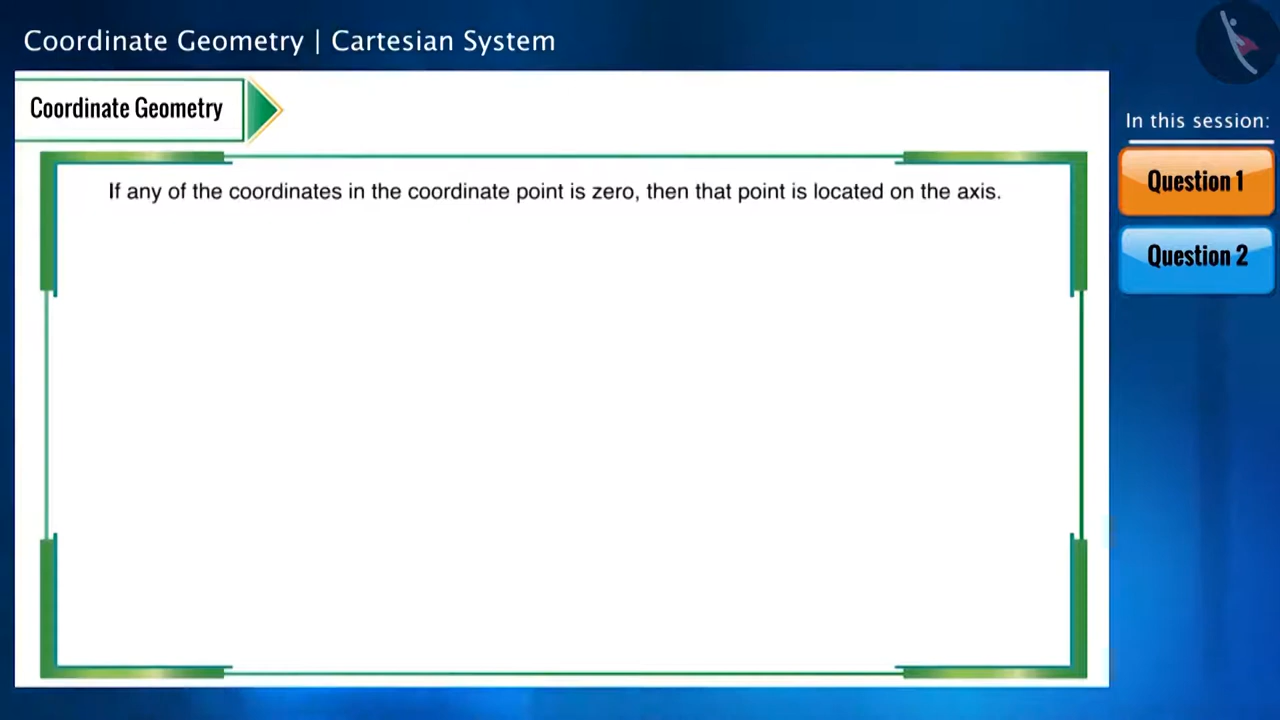 Coordinate Geometry | Cartesian System
Coordinate Geometry
If any of the coordinates in the coordinate point is zero, then that point is located on the axis.
In this session:
Question 1
Question 2